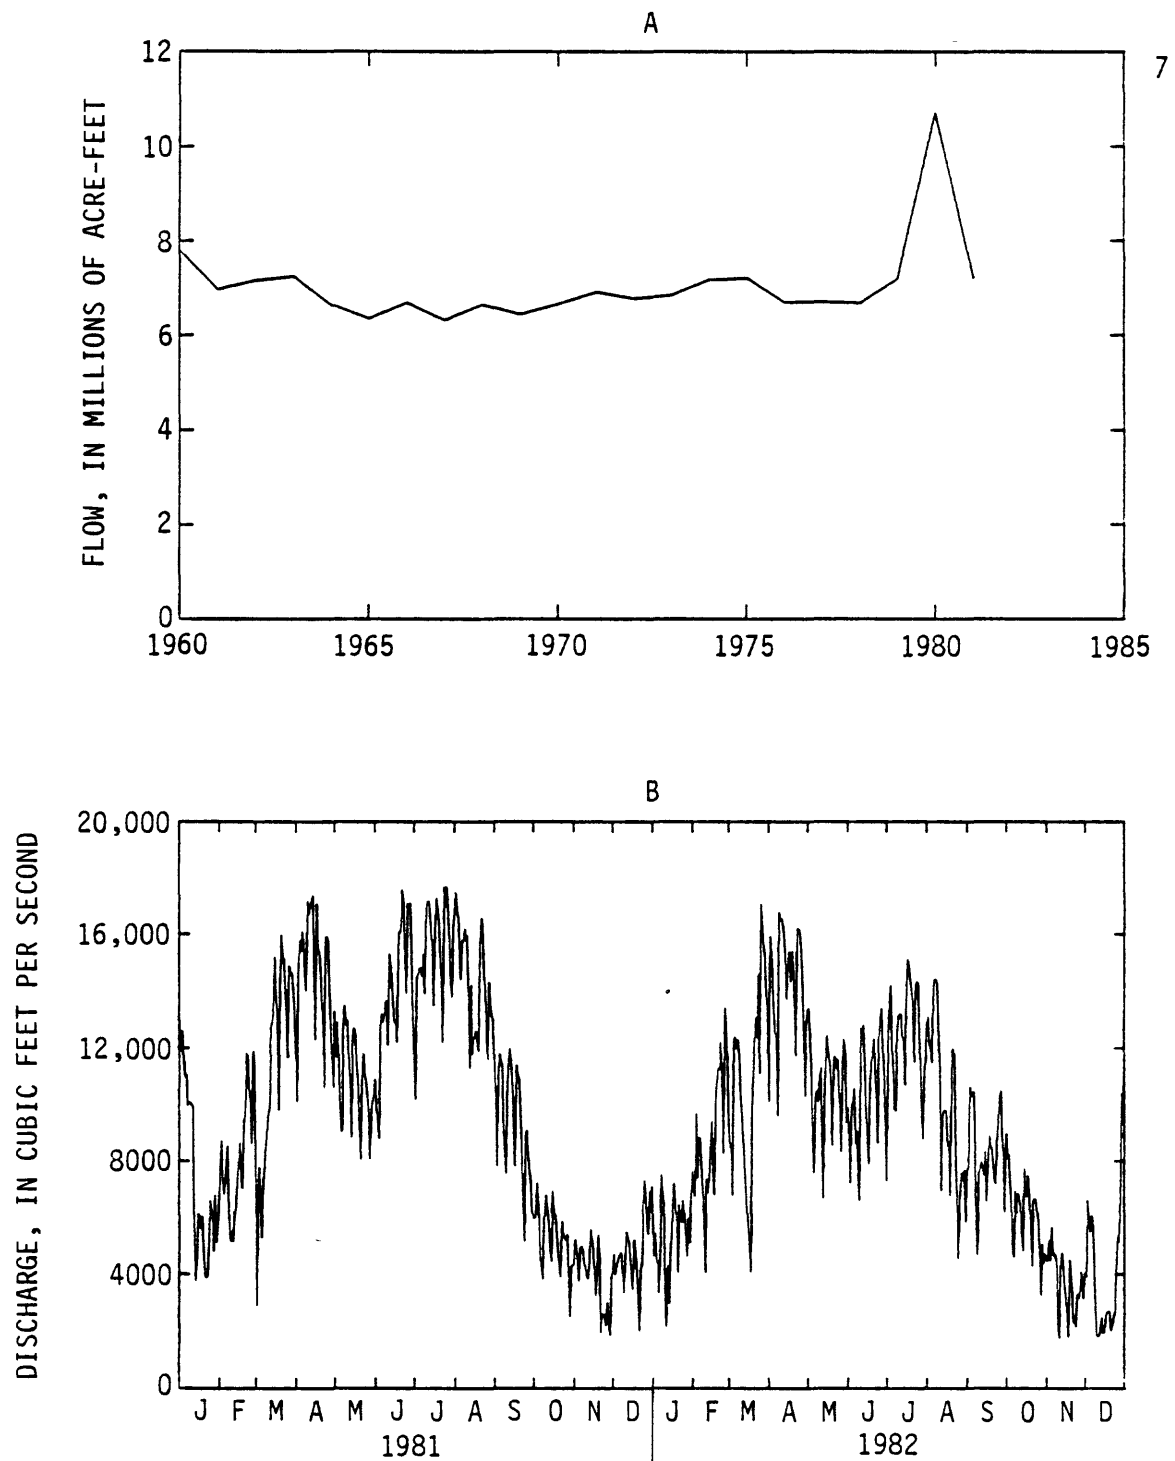 A
7
FLOW, IN MILLIONS OF ACRE-FEET
12
10
8
6
4
2
0
1960 1965 1970 1975 1980 1985
B
DISCHARGE, IN CUBIC FEET PER SECOND
20,000
16,000
12,000
8000
4000
0
J F M A M J J A S O N D J F M A M J J A S O N D
1981 1982